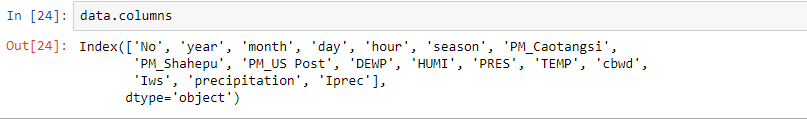 In [24]: data.columns
Out[24]: Index(['No', 'year', 'month', 'day', 'hour', 'season', 'PM_Caotangsi',
'PM_Shahepu', 'PM_US Post', 'DEWP', 'HUMI', 'PRES', 'TEMP', 'cbwd',
'Iws', 'precipitation', 'Iprec'],
dtype='object')